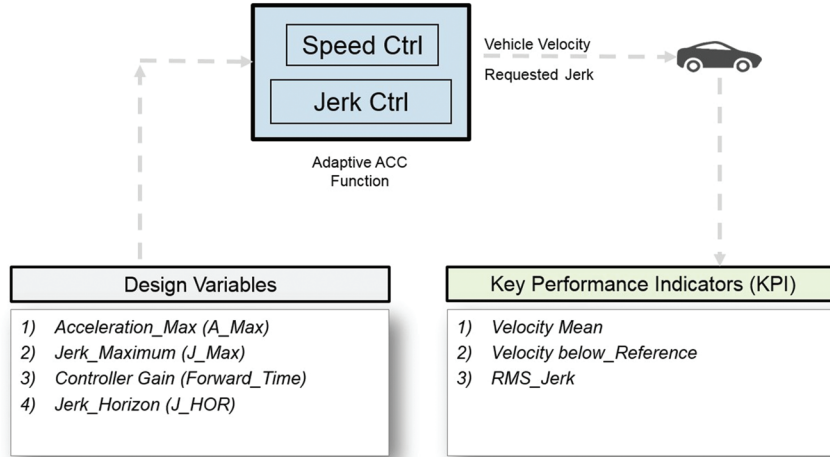 Speed Ctrl
Jerk Ctrl
Vehicle Velocity
Requested Jerk
Adaptive ACC
Function
Design Variables
1) Acceleration_Max (A_Max)
2) Jerk_Maximum (J_Max)
3) Controller Gain (Forward_Time)
4) Jerk_Horizon (J_HOR)
Key Performance Indicators (KPI)
1) Velocity Mean
2) Velocity below_Reference
3) RMS_Jerk